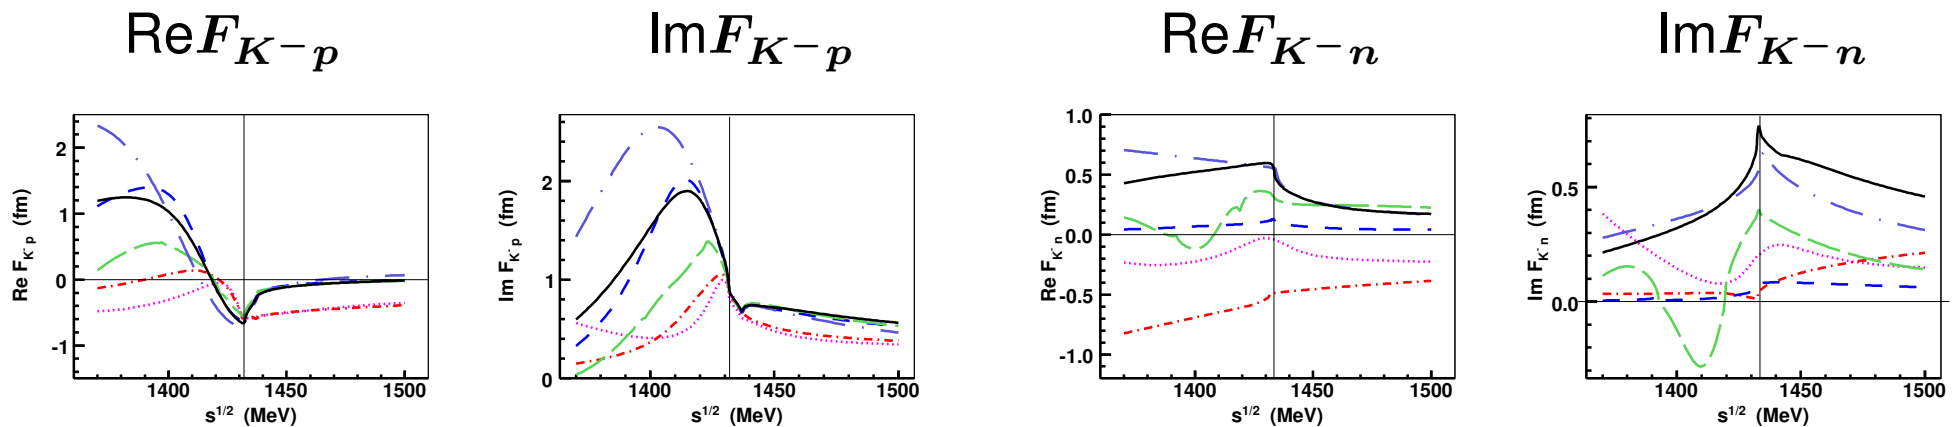 ReF_{K^-p}
ImF_{K^-p}
ReF_{K^-n}
ImF_{K^-n}
Re F_{K^-p} (fm)
2
1
0
-1
1400 1450 1500
s^{1/2} (MeV)
Im F_{K^-p} (fm)
2
1
0
1400 1450 1500
s^{1/2} (MeV)
Re F_{K^-n} (fm)
1.0
0.5
0.0
-0.5
-1.0
1400 1450 1500
s^{1/2} (MeV)
Im F_{K^-n} (fm)
0.5
0.0
1400 1450 1500
s^{1/2} (MeV)